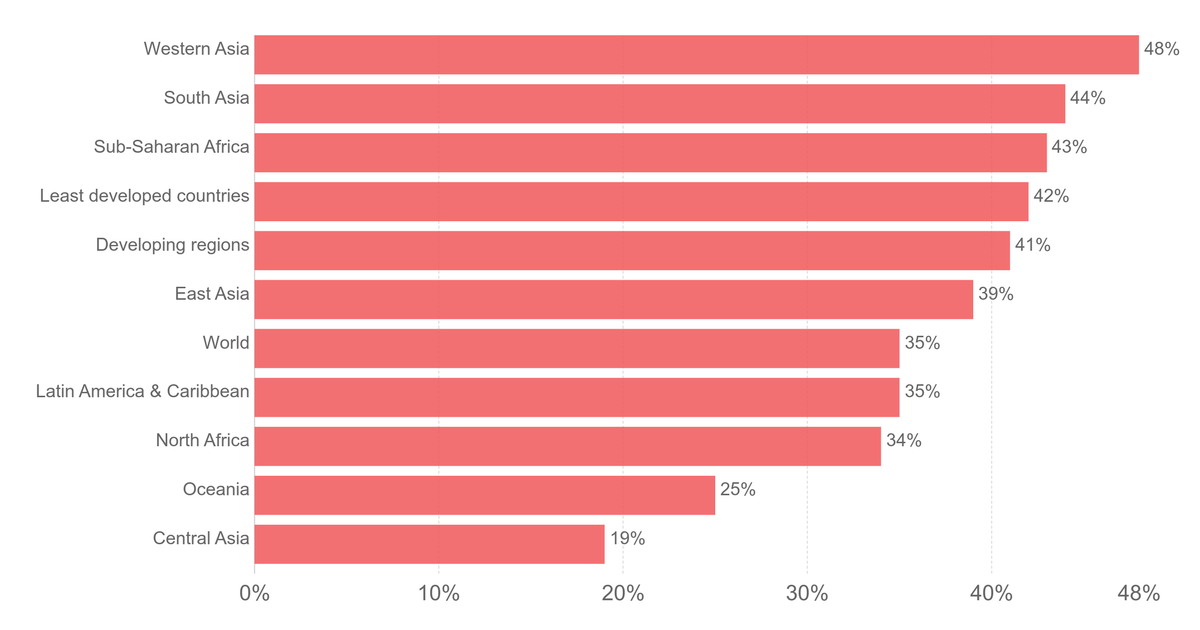 Western Asia 48%
South Asia 44%
Sub-Saharan Africa 43%
Least developed countries 42%
Developing regions 41%
East Asia 39%
World 35%
Latin America & Caribbean 35%
North Africa 34%
Oceania 25%
Central Asia 19%
0% 10% 20% 30% 40% 48%